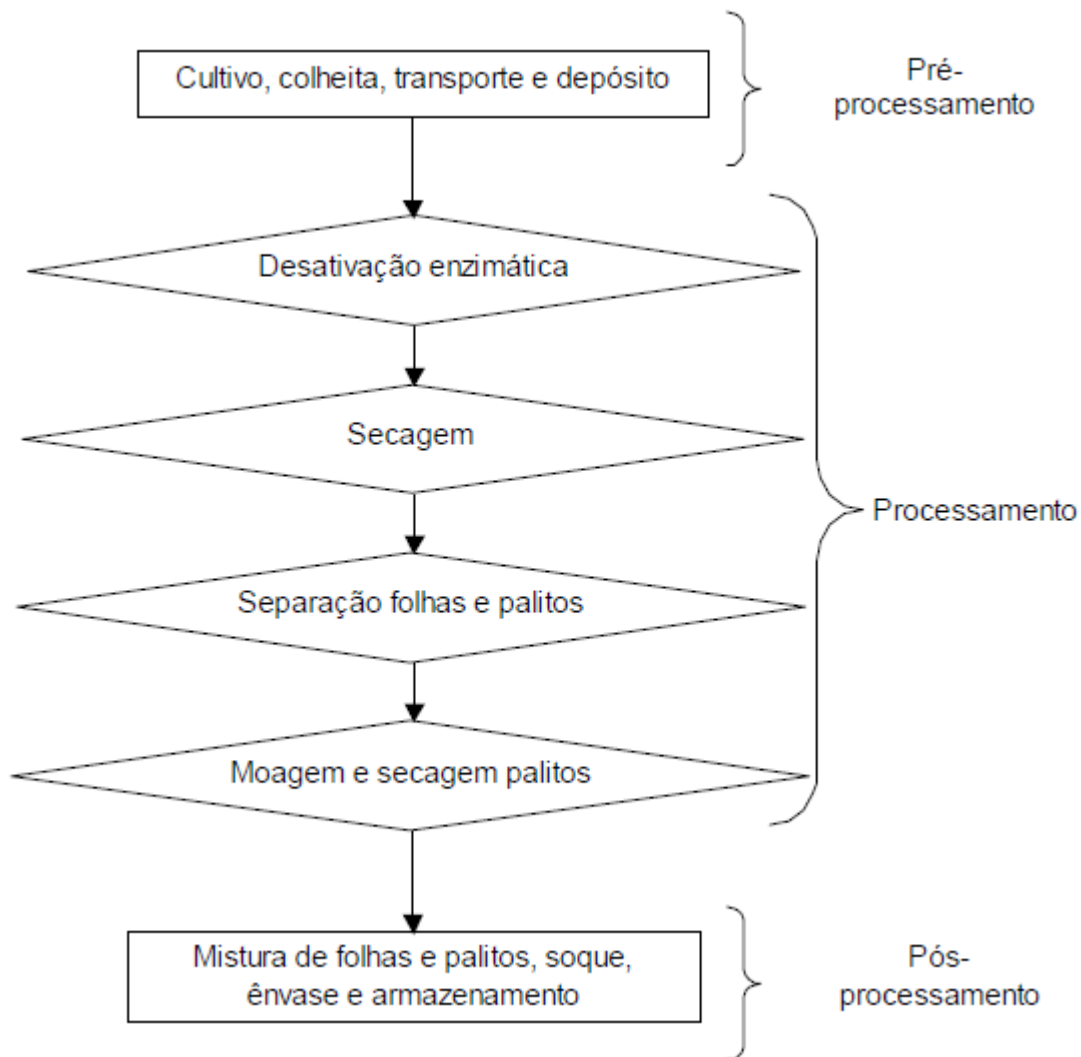 Cultivo, colheita, transporte e depósito
Pré-
processamento
Desativação enzimática
Secagem
Separação folhas e palitos
Processamento
Moagem e secagem palitos
Mistura de folhas e palitos, soque,
ênvase e armazenamento
Pós-
processamento